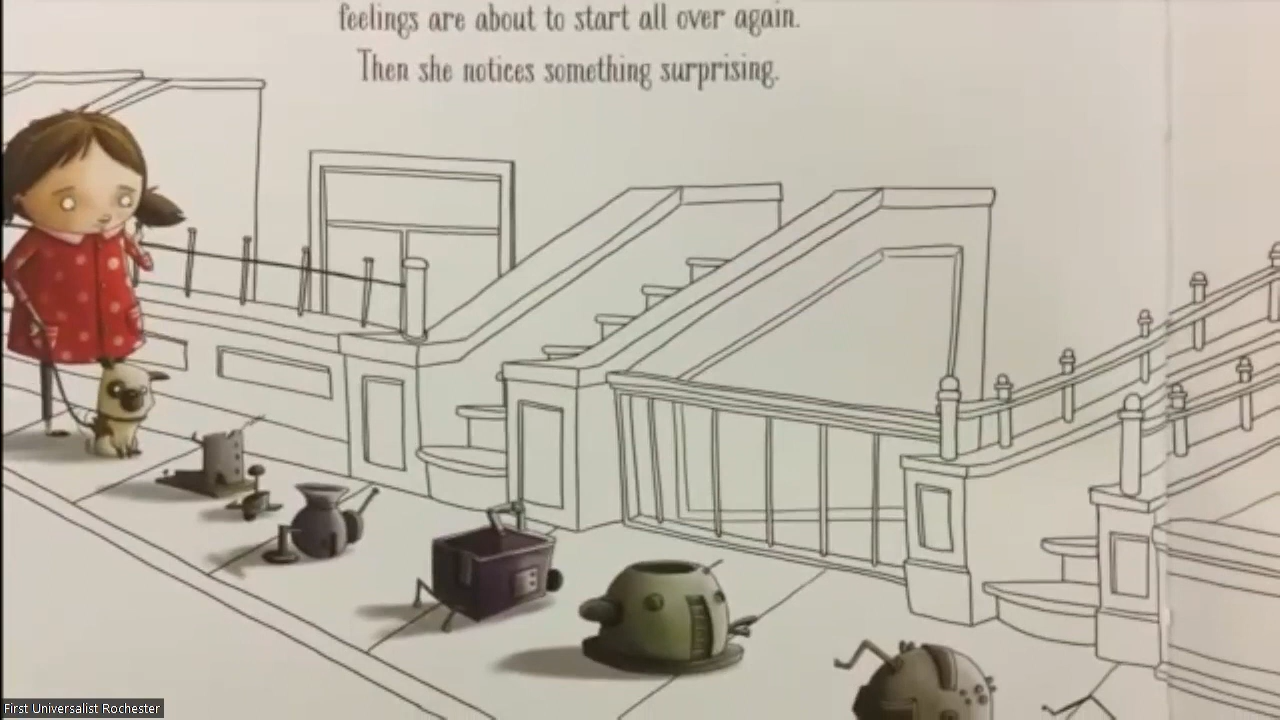 feelings are about to start all over again.
Then she notices something surprising.
First Universalist Rochester